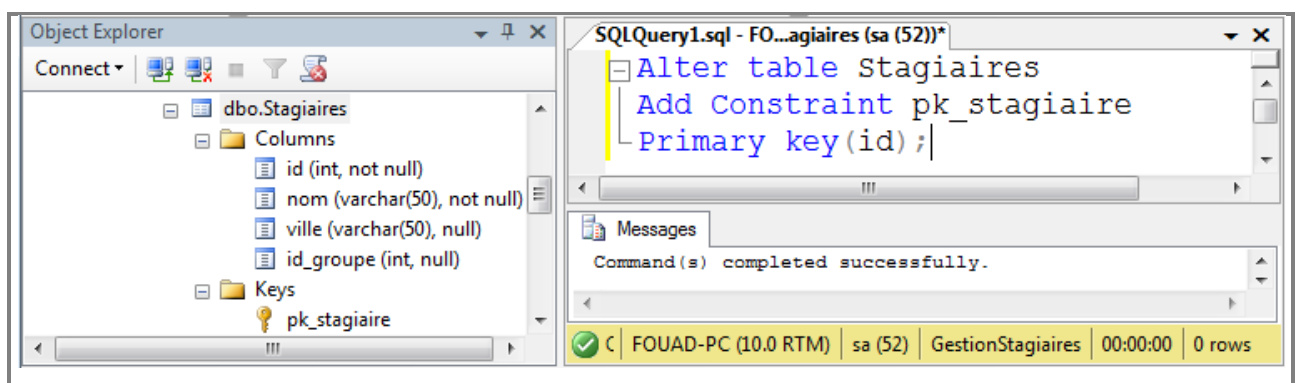 Object Explorer
Connect
dbo.Stagiaires
Columns
id (int, not null)
nom (varchar(50), not null)
ville (varchar(50), null)
id_groupe (int, null)
Keys
pk_stagiaire
SQLQuery1.sql - FO...agiaires (sa (52))*
Alter table Stagiaires
Add Constraint pk_stagiaire
Primary key(id);
Messages
Command(s) completed successfully.
C FOUAD-PC (10.0 RTM) sa (52) GestionStagiaires 00:00:00 0 rows